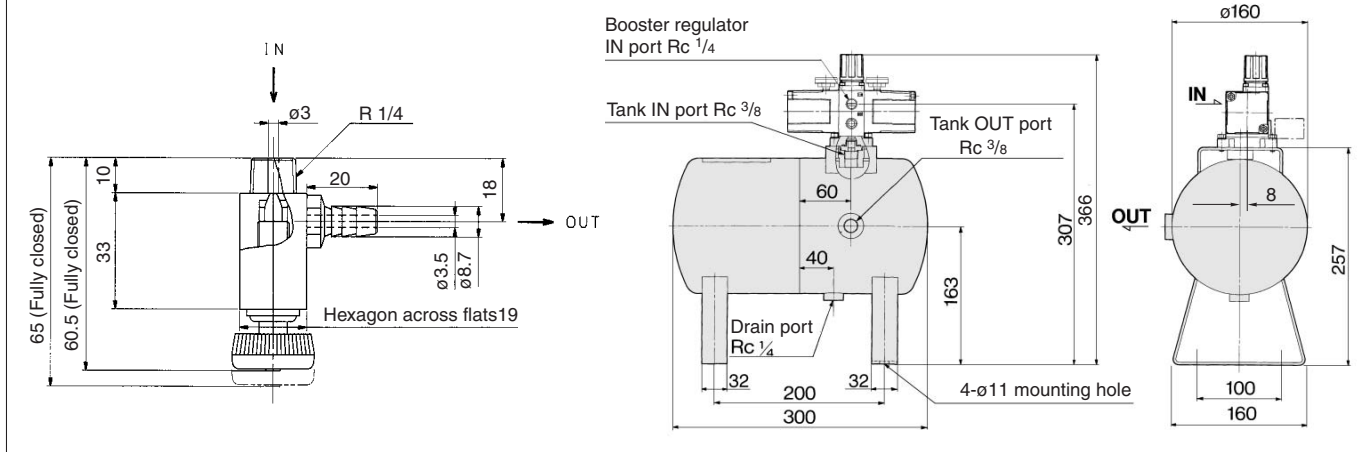 IN
ø3
R 1/4
10
20
18
OUT
33
65 (Fully closed)
60.5 (Fully closed)
ø3.5
ø8.7
Hexagon across flats19
Booster regulator
IN port Rc 1/4
Tank IN port Rc 3/8
Tank OUT port
Rc 3/8
60
40
163
307
366
Drain port
Rc 1/4
32
32
200
300
4-ø11 mounting hole
ø160
IN
OUT
8
257
100
160